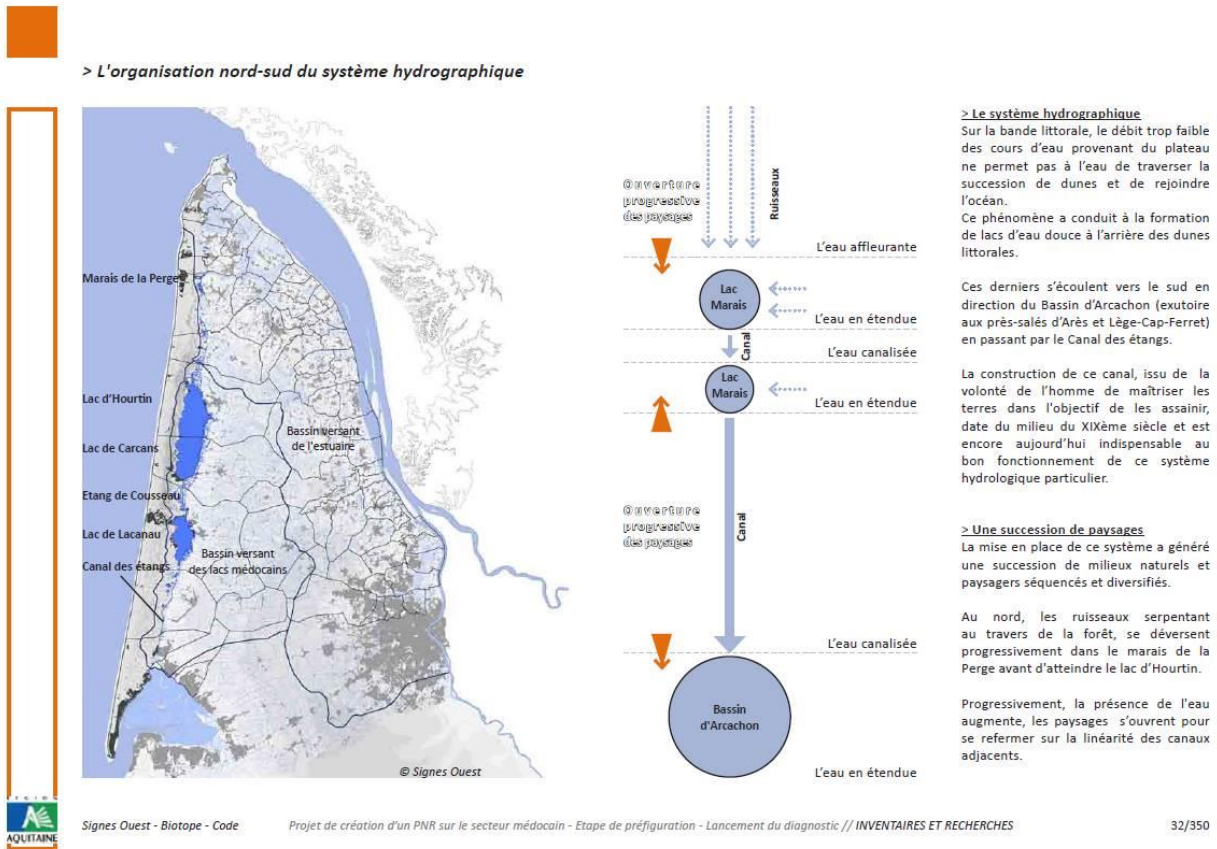 > L'organisation nord-sud du système hydrographique
Marais de la Perge
Lac d'Hourtin
Lac de Carcans
Etang de Cousseau
Lac de Lacanau
Canal des étangs
Bassin versant
de l'estuaire
Bassin versant
des lacs médocains
© Signes Ouest
Ouverture
progressive
des paysages
Ruisseaux
L'eau affleurante
Lac
Marais
L'eau en étendue
Canal
L'eau canalisée
Lac
Marais
L'eau en étendue
Ouverture
progressive
des paysages
Canal
L'eau canalisée
Bassin
d'Arcachon
L'eau en étendue
> Le système hydrographique
Sur la bande littorale, le débit trop faible
des cours d'eau provenant du plateau
ne permet pas à l'eau de traverser la
succession de dunes et de rejoindre
l'océan.
Ce phénomène a conduit à la formation
de lacs d'eau douce à l'arrière des dunes
littorales.
Ces derniers s'écoulent vers le sud en
direction du Bassin d'Arcachon (exutoire
aux près-salés d'Arès et Lège-Cap-Ferret)
en passant par le Canal des étangs.
La construction de ce canal, issu de la
volonté de l'homme de maîtriser les
terres dans l'objectif de les assainir,
date du milieu du XIXème siècle et est
encore aujourd'hui indispensable au
bon fonctionnement de ce système
hydrologique particulier.
> Une succession de paysages
La mise en place de ce système a généré
une succession de milieux naturels et
paysagers séquencés et diversifiés.
Au nord, les ruisseaux serpentant
au travers de la forêt, se déversent
progressivement dans le marais de la
Perge avant d'atteindre le lac d'Hourtin.
Progressivement, la présence de l'eau
augmente, les paysages s'ouvrent pour
se refermer sur la linéarité des canaux
adjacents.
AQUITAINE
Signes Ouest - Biotope - Code
Projet de création d'un PNR sur le secteur médocain - Etape de préfiguration - Lancement du diagnostic // INVENTAIRES ET RECHERCHES
32/350